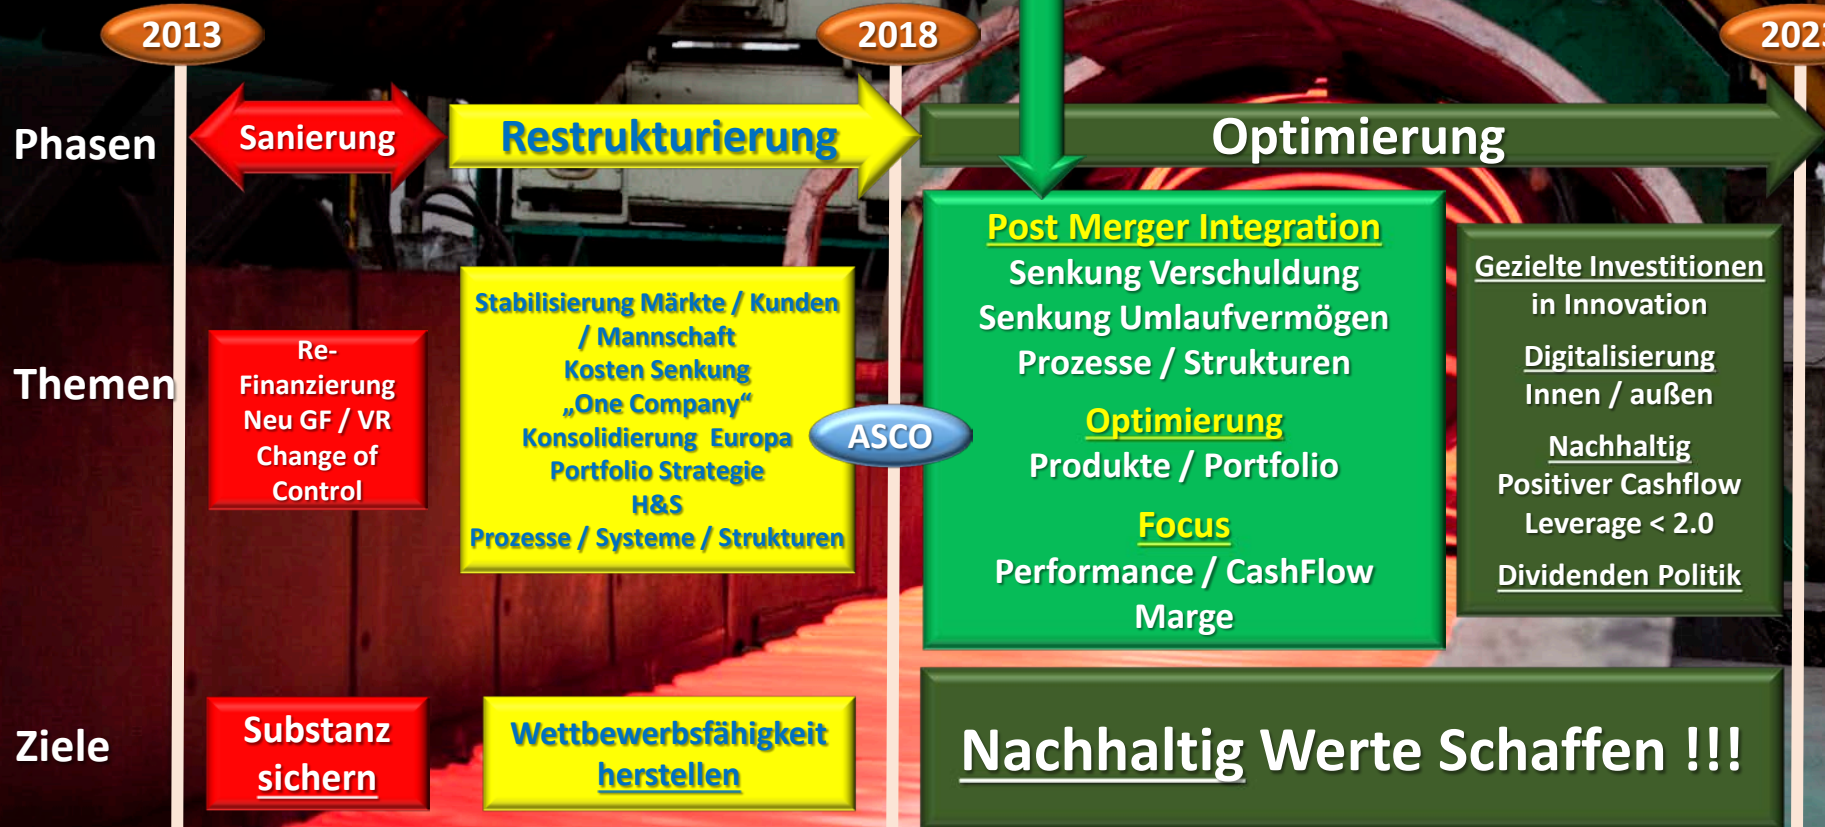 2013
2018
2023
Phasen
Sanierung
Restrukturierung
Optimierung
Themen
Re-
Finanzierung
Neu GF / VR
Change of
Control
Stabilisierung Märkte / Kunden
/ Mannschaft
Kosten Senkung
„One Company“
Konsolidierung Europa
Portfolio Strategie
H&S
Prozesse / Systeme / Strukturen
ASCO
Post Merger Integration
Senkung Verschuldung
Senkung Umlaufvermögen
Prozesse / Strukturen
Optimierung
Produkte / Portfolio
Focus
Performance / CashFlow
Marge
Gezielte Investitionen
in Innovation
Digitalisierung
Innen / außen
Nachhaltig
Positiver Cashflow
Leverage < 2.0
Dividenden Politik
Ziele
Substanz
sichern
Wettbewerbsfähigkeit
herstellen
Nachhaltig Werte Schaffen !!!